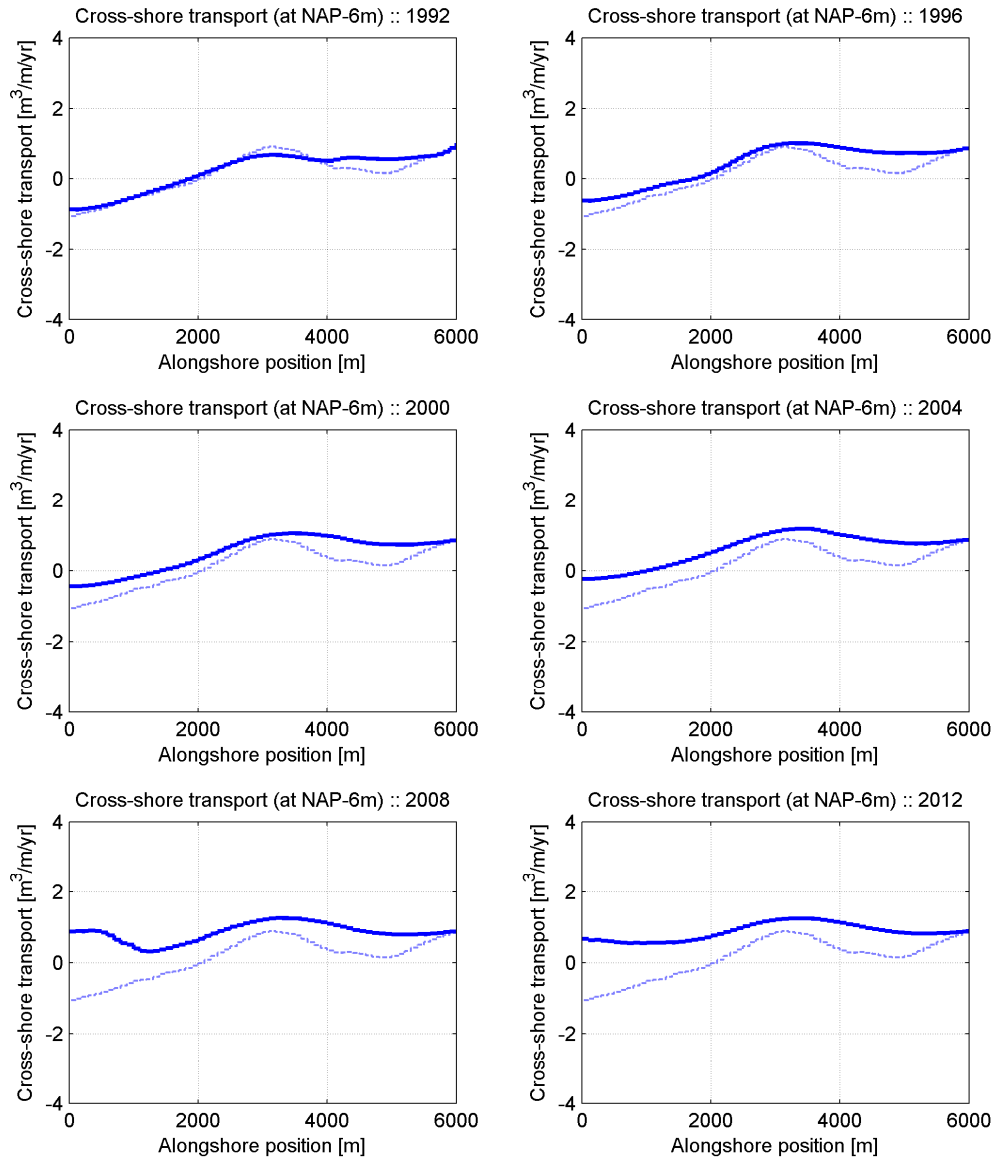 Cross-shore transport (at NAP-6m) :: 1992
Cross-shore transport [m³/m/yr]
4
2
0
-2
-4
0 2000 4000 6000
Alongshore position [m]
Cross-shore transport (at NAP-6m) :: 1996
Cross-shore transport [m³/m/yr]
4
2
0
-2
-4
0 2000 4000 6000
Alongshore position [m]
Cross-shore transport (at NAP-6m) :: 2000
Cross-shore transport [m³/m/yr]
4
2
0
-2
-4
0 2000 4000 6000
Alongshore position [m]
Cross-shore transport (at NAP-6m) :: 2004
Cross-shore transport [m³/m/yr]
4
2
0
-2
-4
0 2000 4000 6000
Alongshore position [m]
Cross-shore transport (at NAP-6m) :: 2008
Cross-shore transport [m³/m/yr]
4
2
0
-2
-4
0 2000 4000 6000
Alongshore position [m]
Cross-shore transport (at NAP-6m) :: 2012
Cross-shore transport [m³/m/yr]
4
2
0
-2
-4
0 2000 4000 6000
Alongshore position [m]